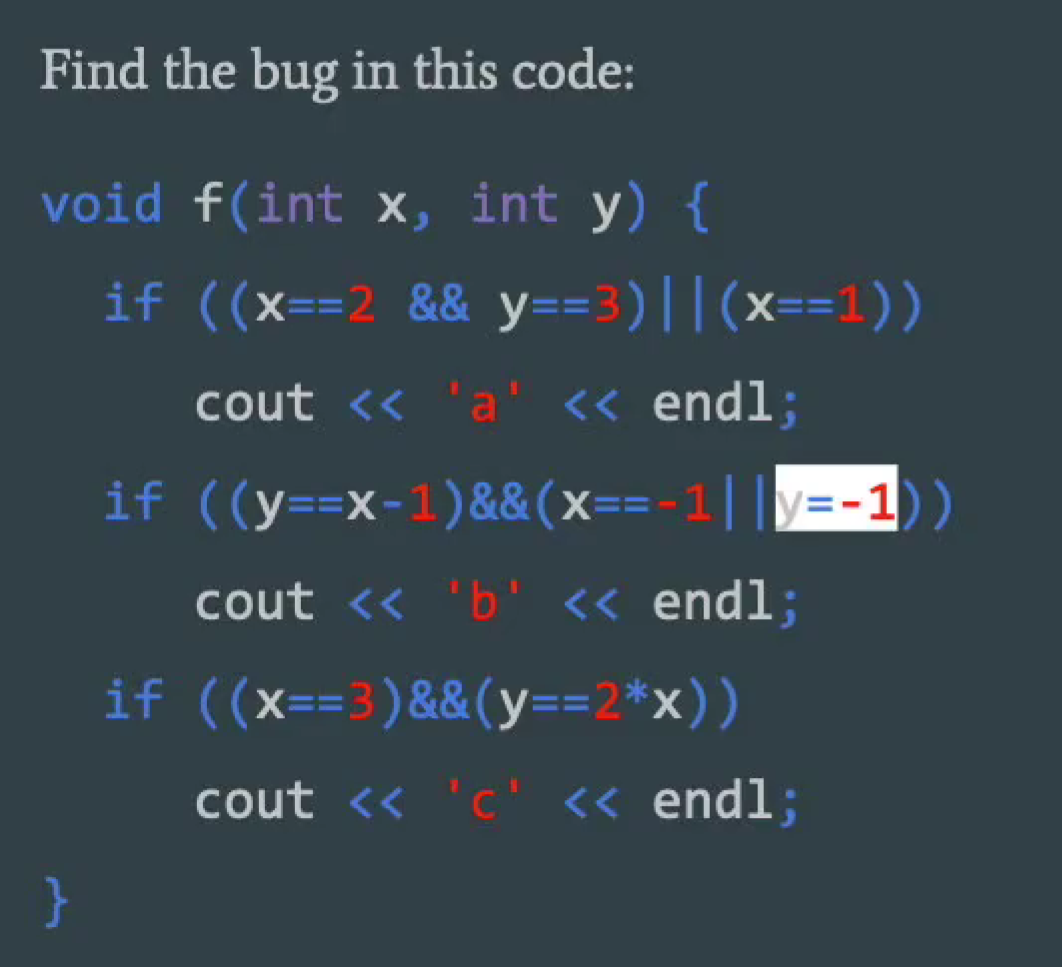 Find the bug in this code:
void f(int x, int y) {
if ((x==2 && y==3)||(x==1))
cout << 'a' << endl;
if ((y==x-1)&&(x==-1||y=-1))
cout << 'b' << endl;
if ((x==3)&&(y==2*x))
cout << 'c' << endl;
}